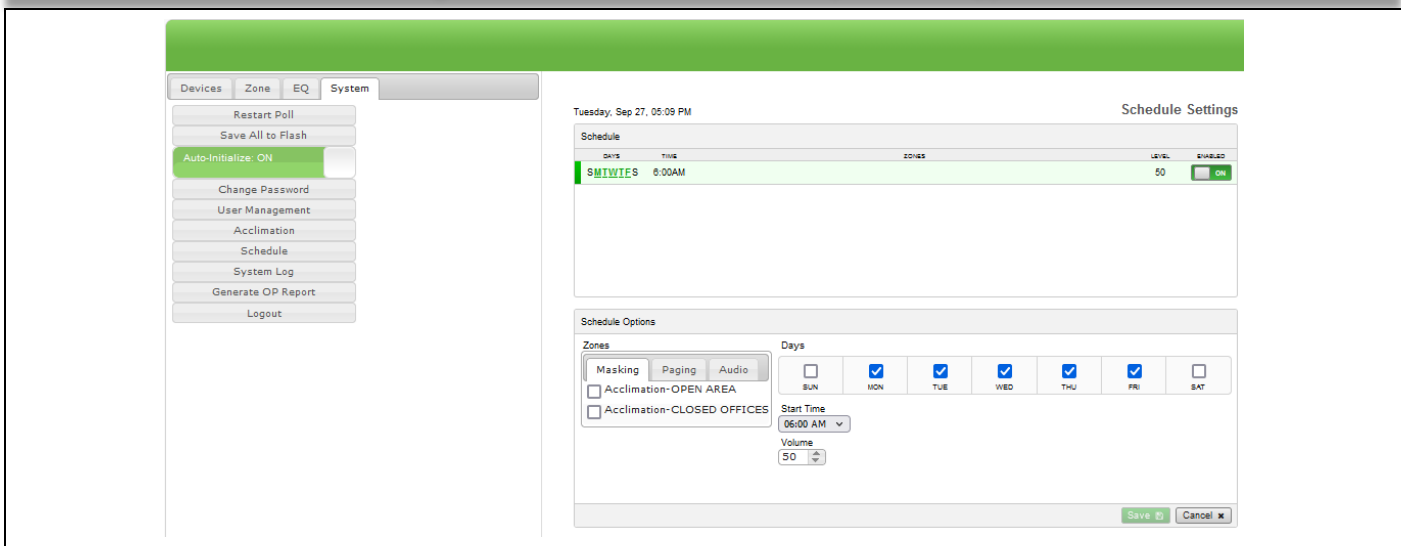 Devices Zone EQ System
Restart Poll
Save All to Flash
Auto-Initialize: ON
Change Password
User Management
Acclimation
Schedule
System Log
Generate OP Report
Logout
Tuesday, Sep 27, 05:09 PM Schedule Settings
Schedule
DAYS TIME ZONES LEVEL ENABLED
SMTWTFS 6:00AM 50 ON
Schedule Options
Zones
Masking Paging Audio
Acclimation-OPEN AREA
Acclimation-CLOSED OFFICES
Days
SUN MON TUE WED THU FRI SAT
Start Time
06:00 AM
Volume
50
Save Cancel